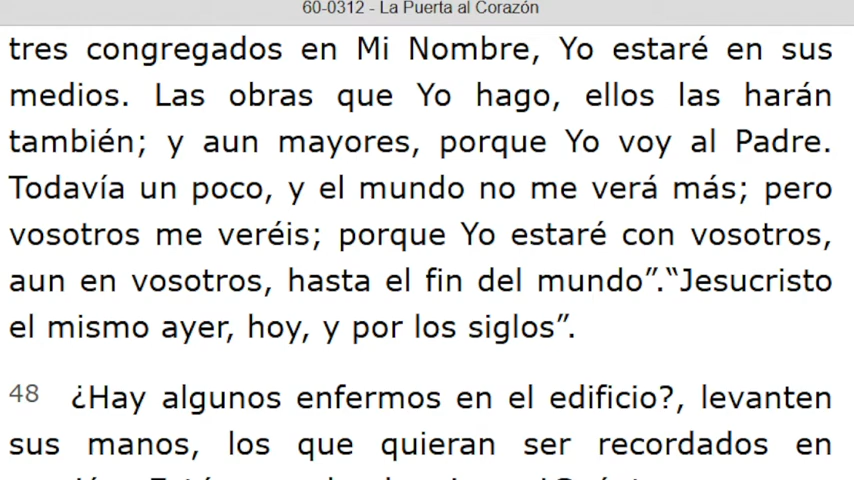 60-0312 - La Puerta al Corazón
tres congregados en Mi Nombre, Yo estaré en sus
medios. Las obras que Yo hago, ellos las harán
también; y aun mayores, porque Yo voy al Padre.
Todavía un poco, y el mundo no me verá más; pero
vosotros me veréis; porque Yo estaré con vosotros,
aun en vosotros, hasta el fin del mundo”.“Jesucristo
el mismo ayer, hoy, y por los siglos”.
48 ¿Hay algunos enfermos en el edificio?, levanten
sus manos, los que quieran ser recordados en